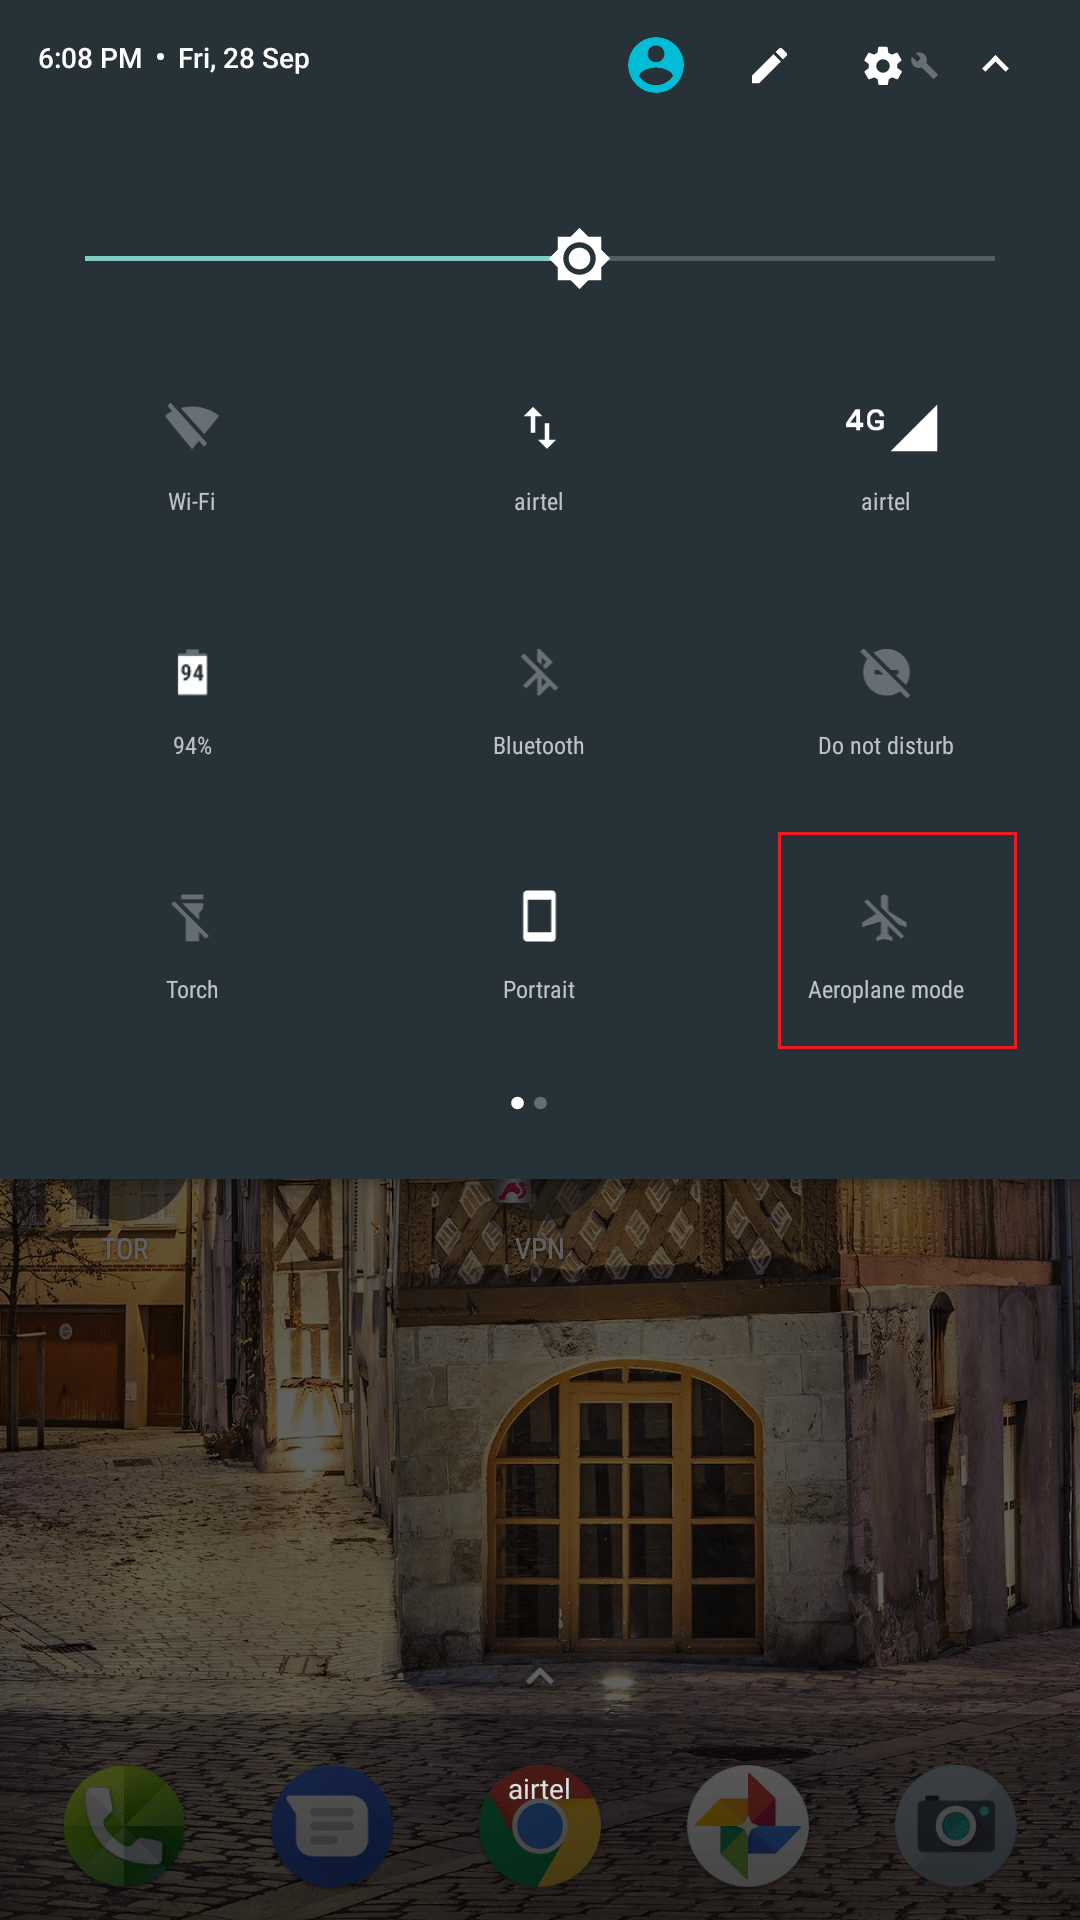 6:08 PM • Fri, 28 Sep
Wi-Fi
airtel
4G
airtel
94
94%
Bluetooth
Do not disturb
Torch
Portrait
Aeroplane mode
TOR
VPN
airtel